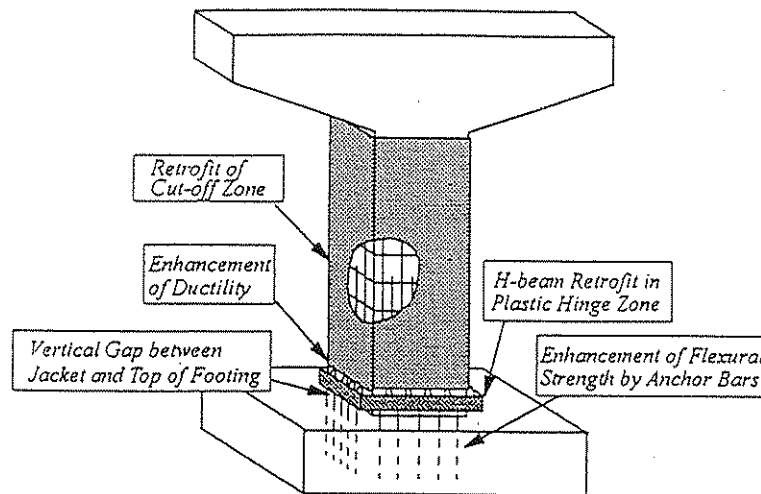 Retrofit of
Cut-off Zone
Enhancement
of Ductility
H-beam Retrofit in
Plastic Hinge Zone
Vertical Gap between
Jacket and Top of Footing
Enhancement of Flexura
Strength by Anchor Bars